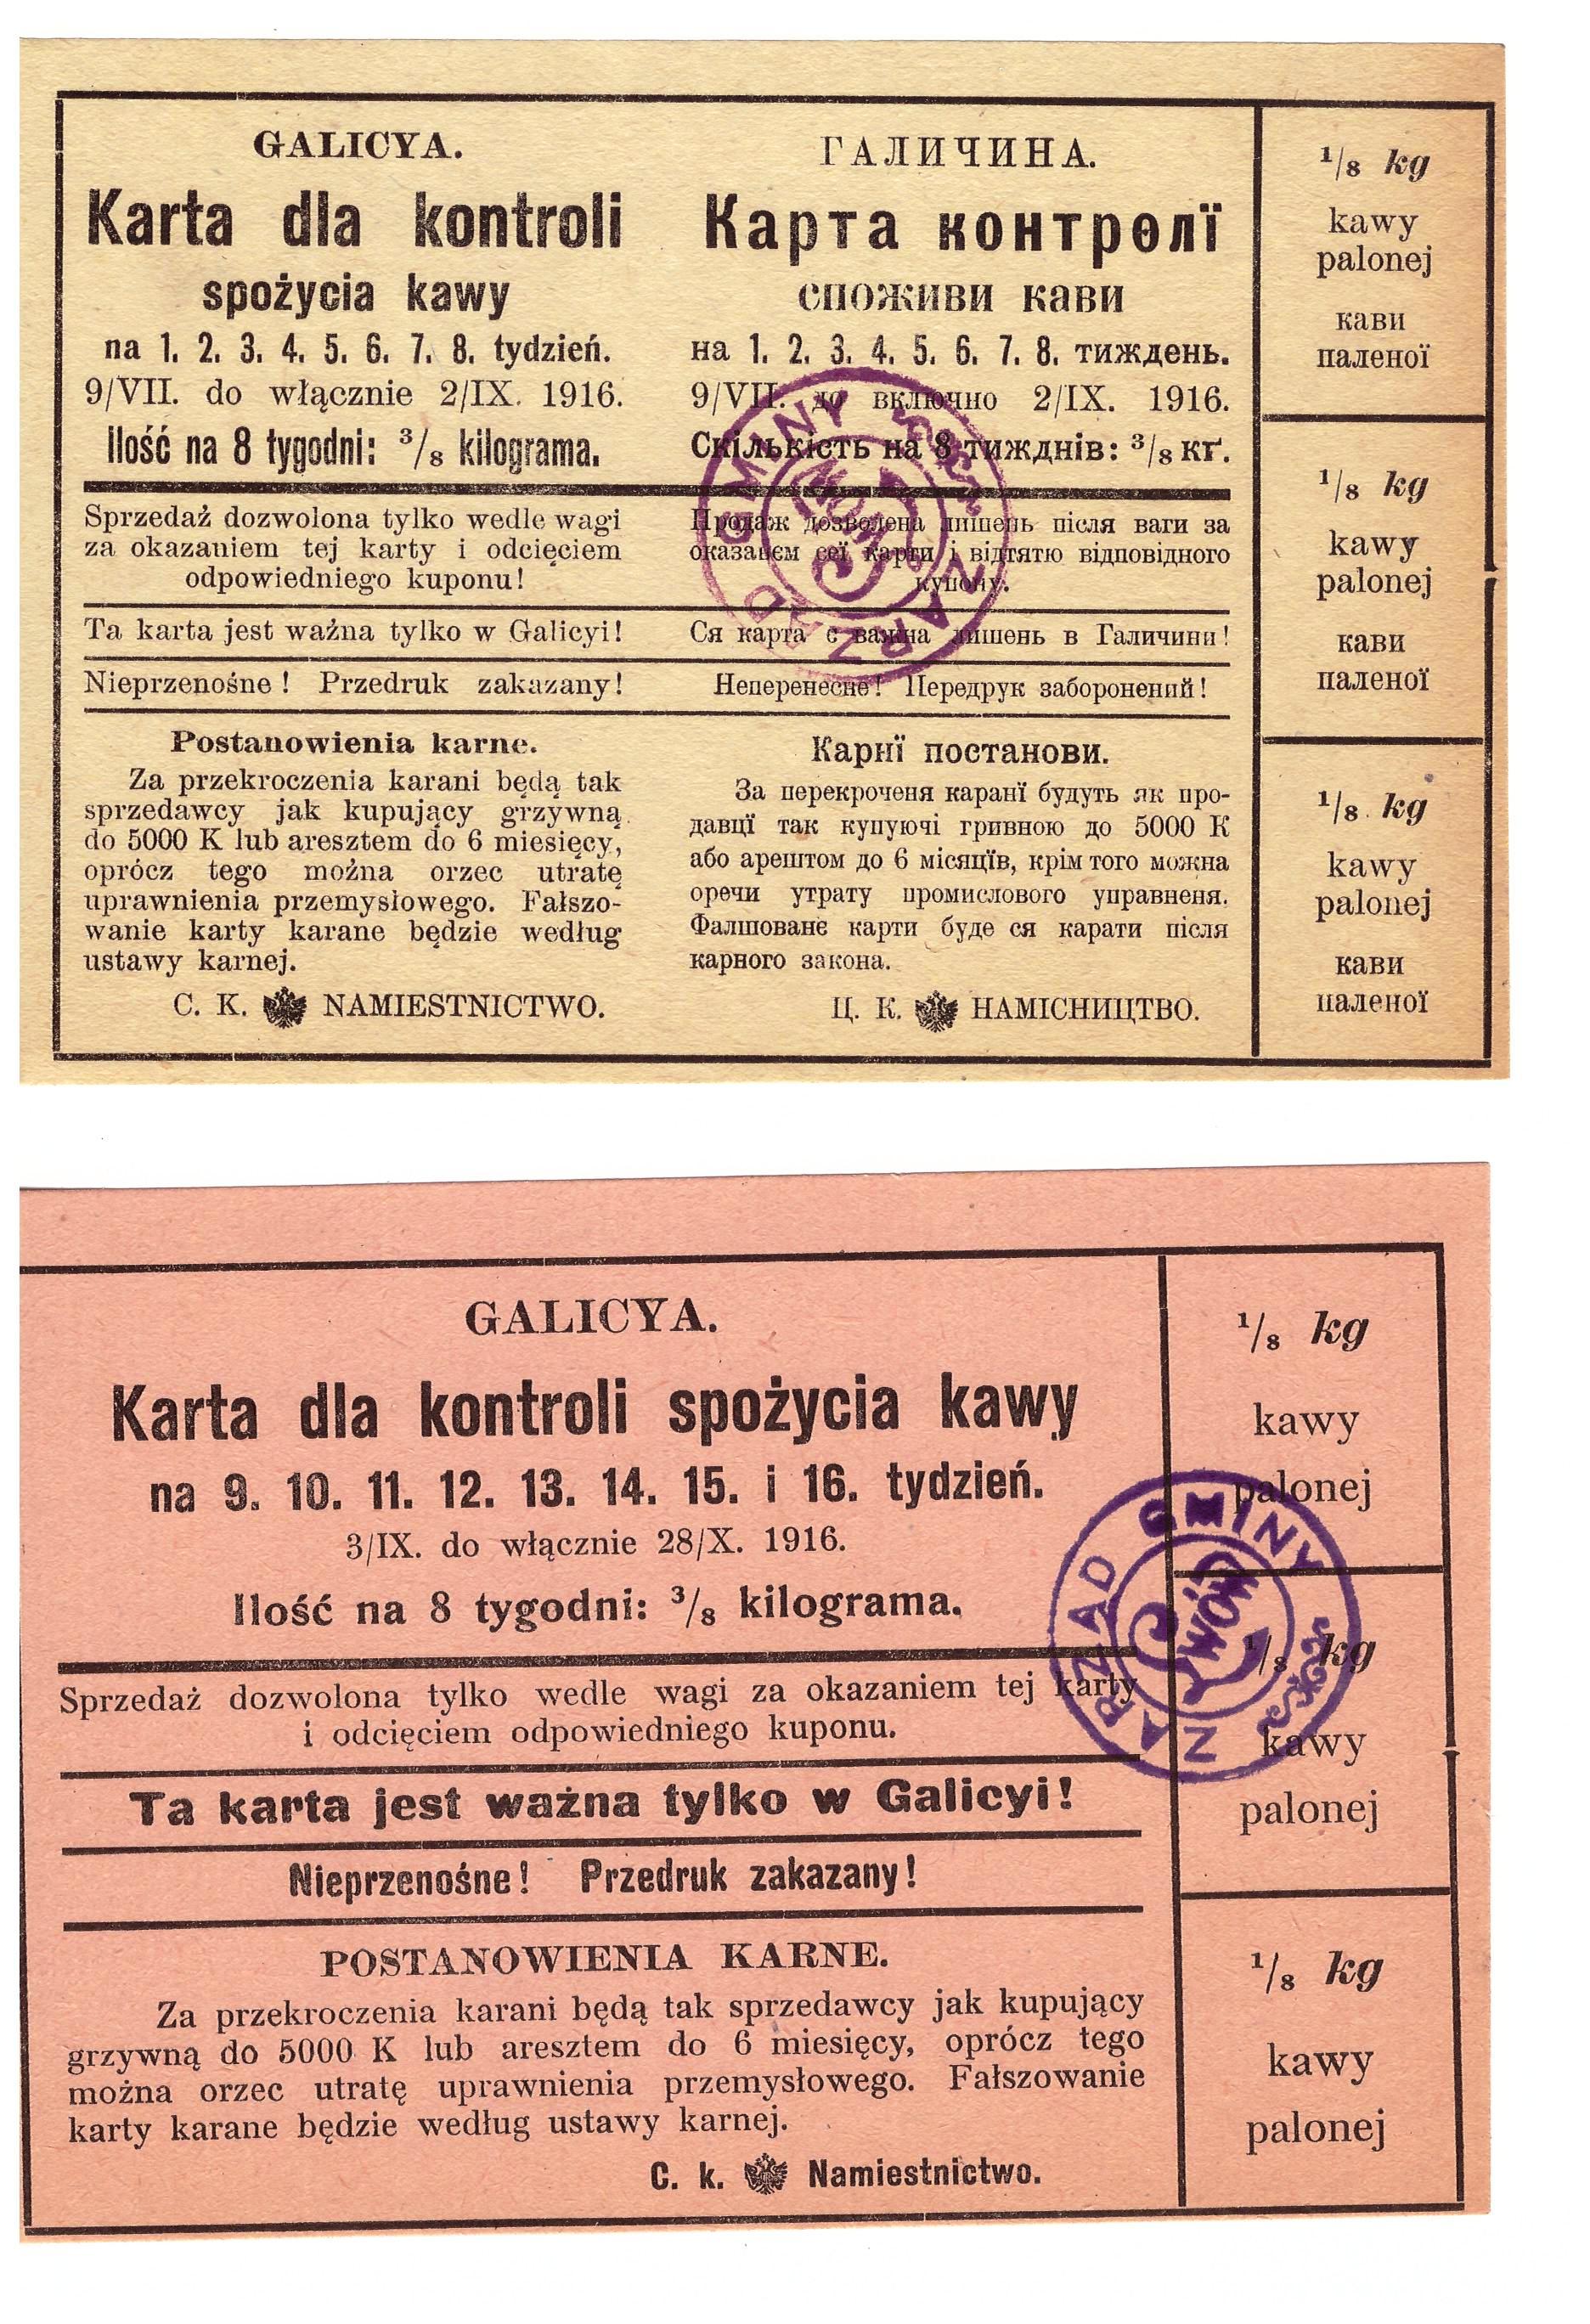 GALICYA.
Karta dla kontroli
spożycia kawy
na 1. 2. 3. 4. 5. 6. 7. 8. tydzień.
9/VII. do włącznie 2/IX. 1916.
Ilość na 8 tygodni: 3/8 kilograma.
Sprzedaż dozwolona tylko wedle wagi
za okazaniem tej karty i odcięciem
odpowiedniego kuponu!
Ta karta jest ważna tylko w Galicyi!
Nieprzenośne! Przedruk zakazany!
Postanowienia karne.
Za przekroczenia karani będą tak
sprzedawcy jak kupujący grzywną
do 5000 K lub aresztem do 6 miesięcy,
oprócz tego można orzec utratę
uprawnienia przemysłowego. Fałszo-
wanie karty karane będzie według
ustawy karnej.
C. K. NAMIESTNICTWO.
ГАЛИЧИНА.
Карта контролї
споживи кави
на 1. 2. 3. 4. 5. 6. 7. 8. тиждень.
9/VII. до включно 2/IX. 1916.
Скількість на 8 тижднів: 3/8 кґ.
Продаж дозволена лишень після ваги за
оказанєм сеї карти і відтятю відповідного
купону.
Ся карта є важна лишень в Галичини!
Неперенесне! Передрук заборонений!
Карнї постанови.
За перекроченя каранї будуть як про-
давцї так купуючі гривною до 5000 К
або арештом до 6 місяцїв, крім того можна
оречи утрату промислового управненя.
Фалшованє карти буде ся карати після
карного закона.
Ц. К. НАМІСНИЦТВО.
ZARZĄD GMINY
1/8 kg
kawy
palonej
кави
паленої
1/8 kg
kawy
palonej
кави
паленої
1/8 kg
kawy
palonej
кави
паленої
GALICYA.
Karta dla kontroli spożycia kawy
na 9. 10. 11. 12. 13. 14. 15. i 16. tydzień.
3/IX. do włącznie 28/X. 1916.
Ilość na 8 tygodni: 3/8 kilograma.
Sprzedaż dozwolona tylko wedle wagi za okazaniem tej karty
i odcięciem odpowiedniego kuponu.
Ta karta jest ważna tylko w Galicyi!
Nieprzenośne! Przedruk zakazany!
POSTANOWIENIA KARNE.
Za przekroczenia karani będą tak sprzedawcy jak kupujący
grzywną do 5000 K lub aresztem do 6 miesięcy, oprócz tego
można orzec utratę uprawnienia przemysłowego. Fałszowanie
karty karane będzie według ustawy karnej.
C. k. Namiestnictwo.
ZARZĄD GMINY
1/8 kg
kawy
palonej
1/8 kg
kawy
palonej
1/8 kg
kawy
palonej